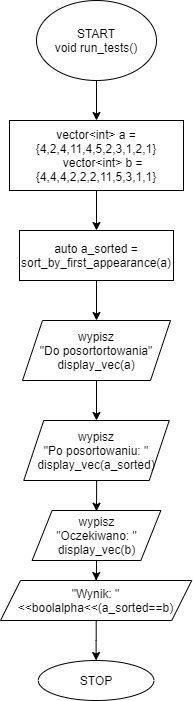 START
void run_tests()
vector<int> a =
{4,2,4,11,4,5,2,3,1,2,1}
vector<int> b =
{4,4,4,2,2,2,11,5,3,1,1}
auto a_sorted =
sort_by_first_appearance(a)
wypisz
"Do posortortowania"
display_vec(a)
wypisz
"Po posortowaniu: "
display_vec(a_sorted)
wypisz
"Oczekiwano: "
display_vec(b)
"Wynik: "
<<boolalpha<<(a_sorted==b)
STOP